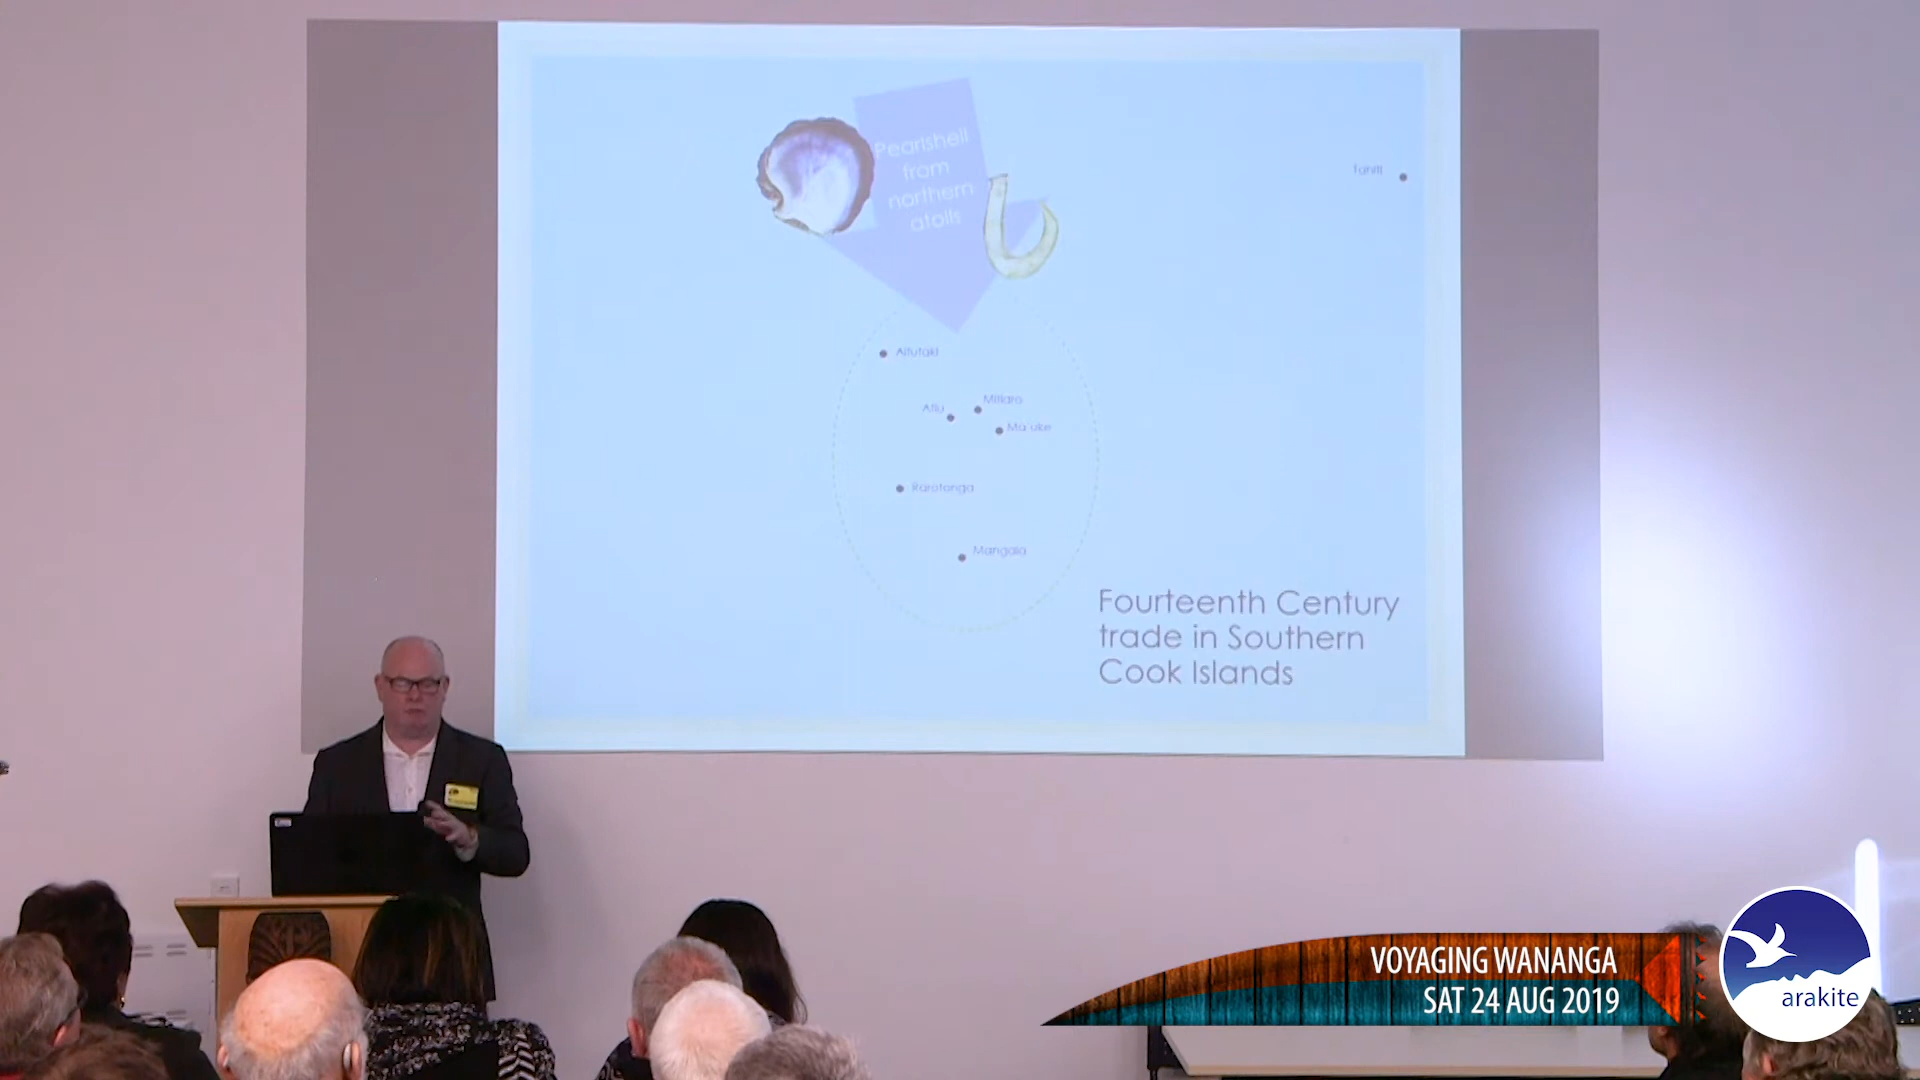 Pearlshell
from
northern
atolls
Tahiti
Aitutaki
Mitiaro
Atiu
Ma'uke
Rarotonga
Mangaia
Fourteenth Century
trade in Southern
Cook Islands
VOYAGING WANANGA
SAT 24 AUG 2019
arakite